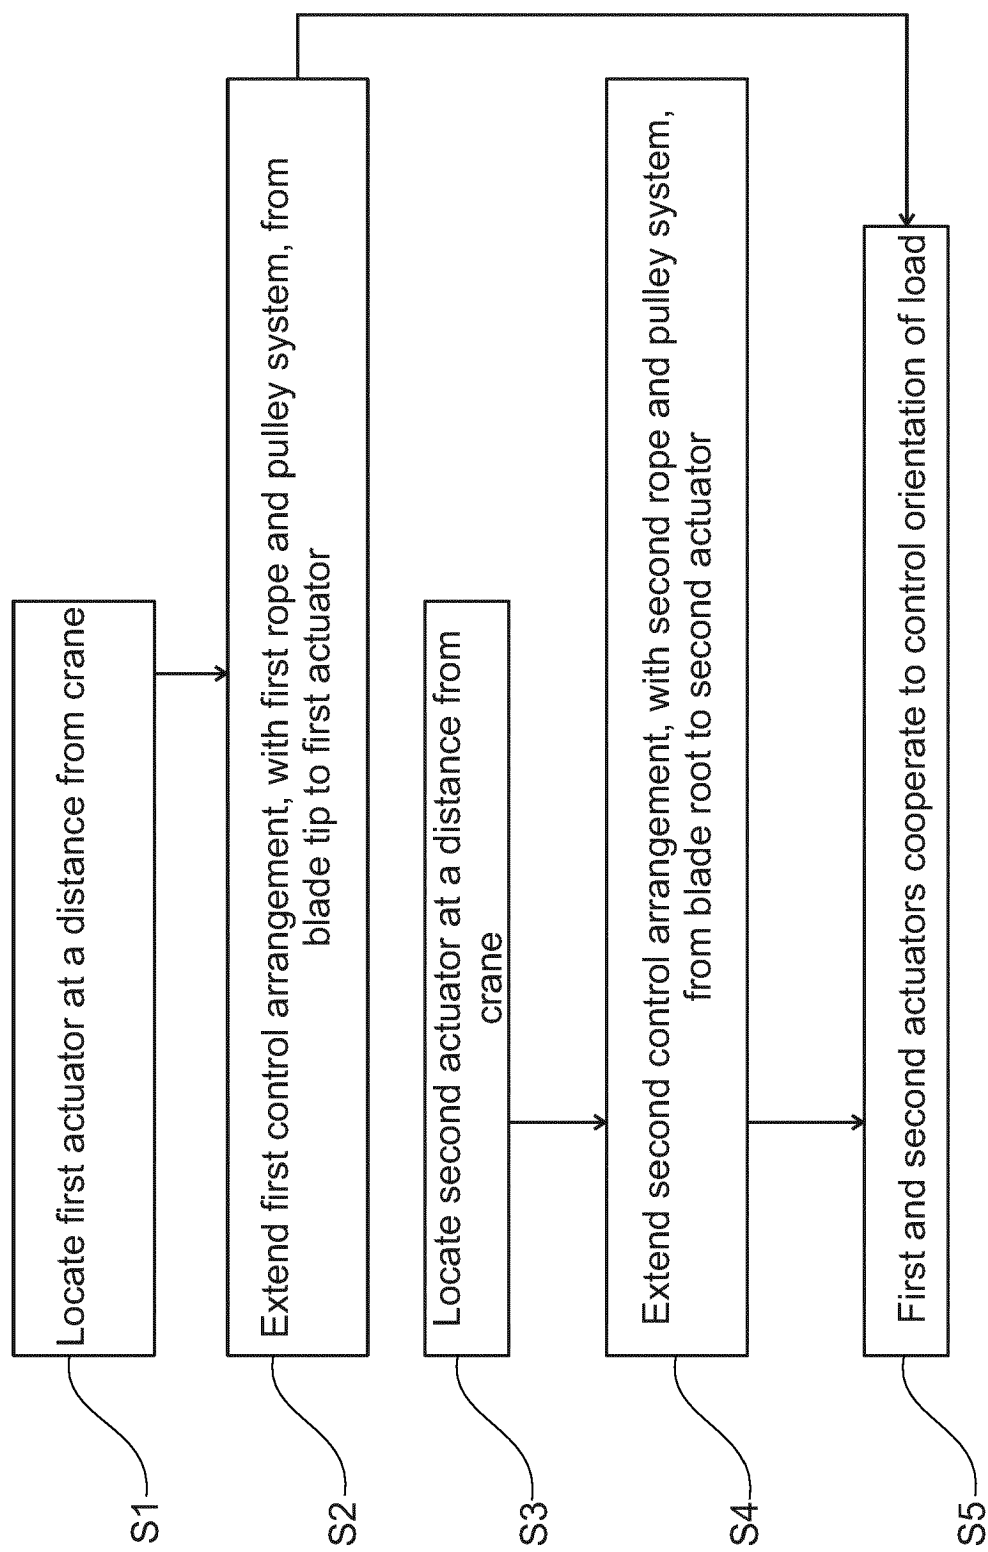 S1
Locate first actuator at a distance from crane
S2
Extend first control arrangement, with first rope and pulley system, from
blade tip to first actuator
S3
Locate second actuator at a distance from
crane
S4
Extend second control arrangement, with second rope and pulley system,
from blade root to second actuator
S5
First and second actuators cooperate to control orientation of load